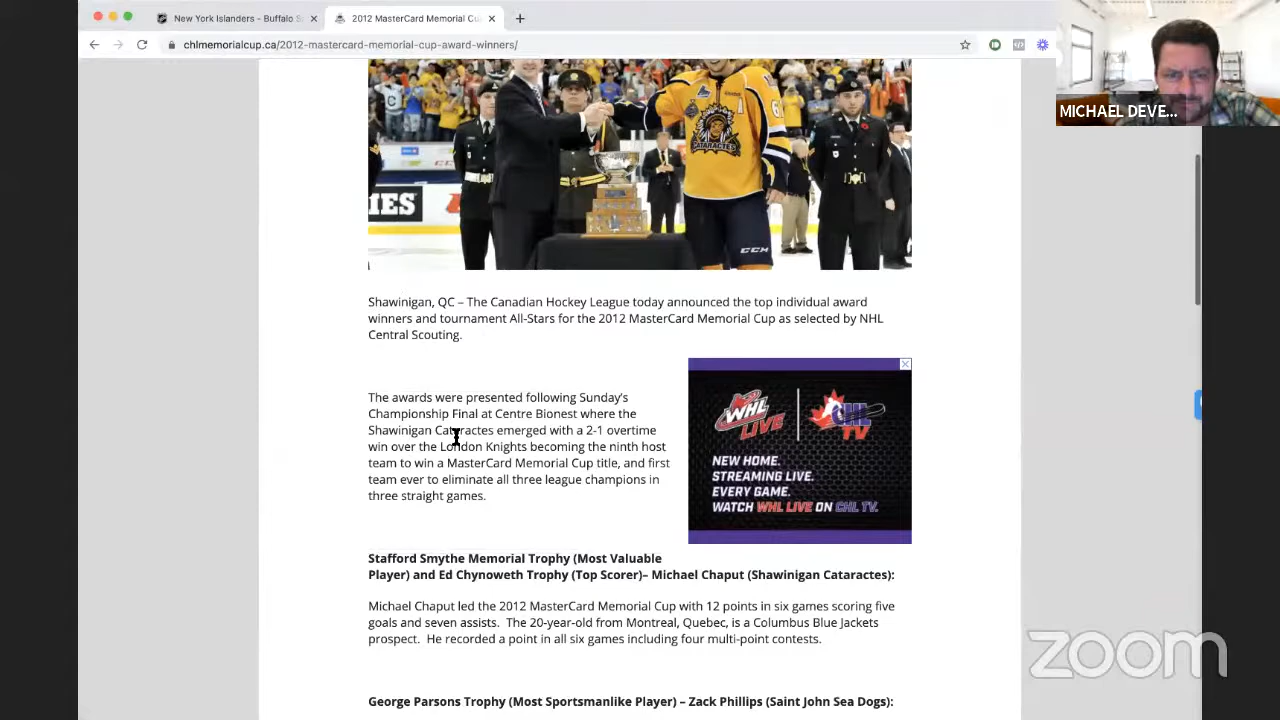 New York Islanders - Buffalo S
2012 MasterCard Memorial Cu
chlmemorialcup.ca/2012-mastercard-memorial-cup-award-winners/
MICHAEL DEVE...
CATARACTES
IES
CCM
Shawinigan, QC – The Canadian Hockey League today announced the top individual award
winners and tournament All-Stars for the 2012 MasterCard Memorial Cup as selected by NHL
Central Scouting.
The awards were presented following Sunday's
Championship Final at Centre Bionest where the
Shawinigan Cataractes emerged with a 2-1 overtime
win over the London Knights becoming the ninth host
team to win a MasterCard Memorial Cup title, and first
team ever to eliminate all three league champions in
three straight games.
WHL
LIVE
CHL
TV
NEW HOME.
STREAMING LIVE.
EVERY GAME.
WATCH WHL LIVE ON CHL TV.
Stafford Smythe Memorial Trophy (Most Valuable
Player) and Ed Chynoweth Trophy (Top Scorer)– Michael Chaput (Shawinigan Cataractes):
Michael Chaput led the 2012 MasterCard Memorial Cup with 12 points in six games scoring five
goals and seven assists. The 20-year-old from Montreal, Quebec, is a Columbus Blue Jackets
prospect. He recorded a point in all six games including four multi-point contests.
George Parsons Trophy (Most Sportsmanlike Player) – Zack Phillips (Saint John Sea Dogs):
zoom